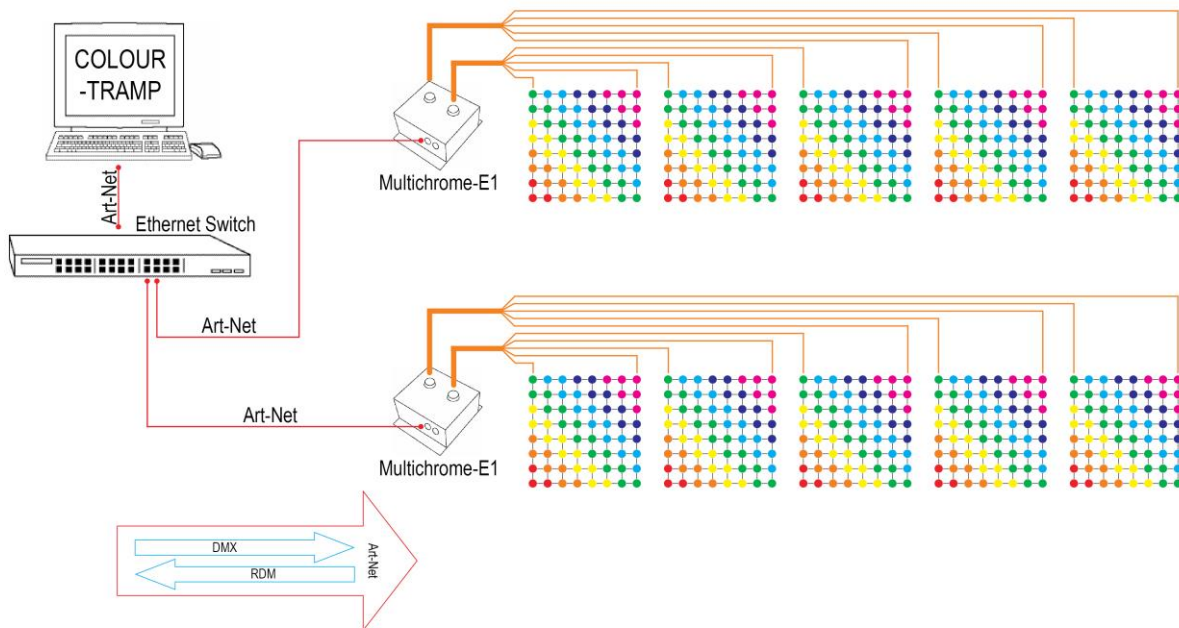 COLOUR
-TRAMP
Art-Net
Ethernet Switch
Multichrome-E1
Art-Net
Art-Net
Multichrome-E1
DMX
RDM
Art-Net